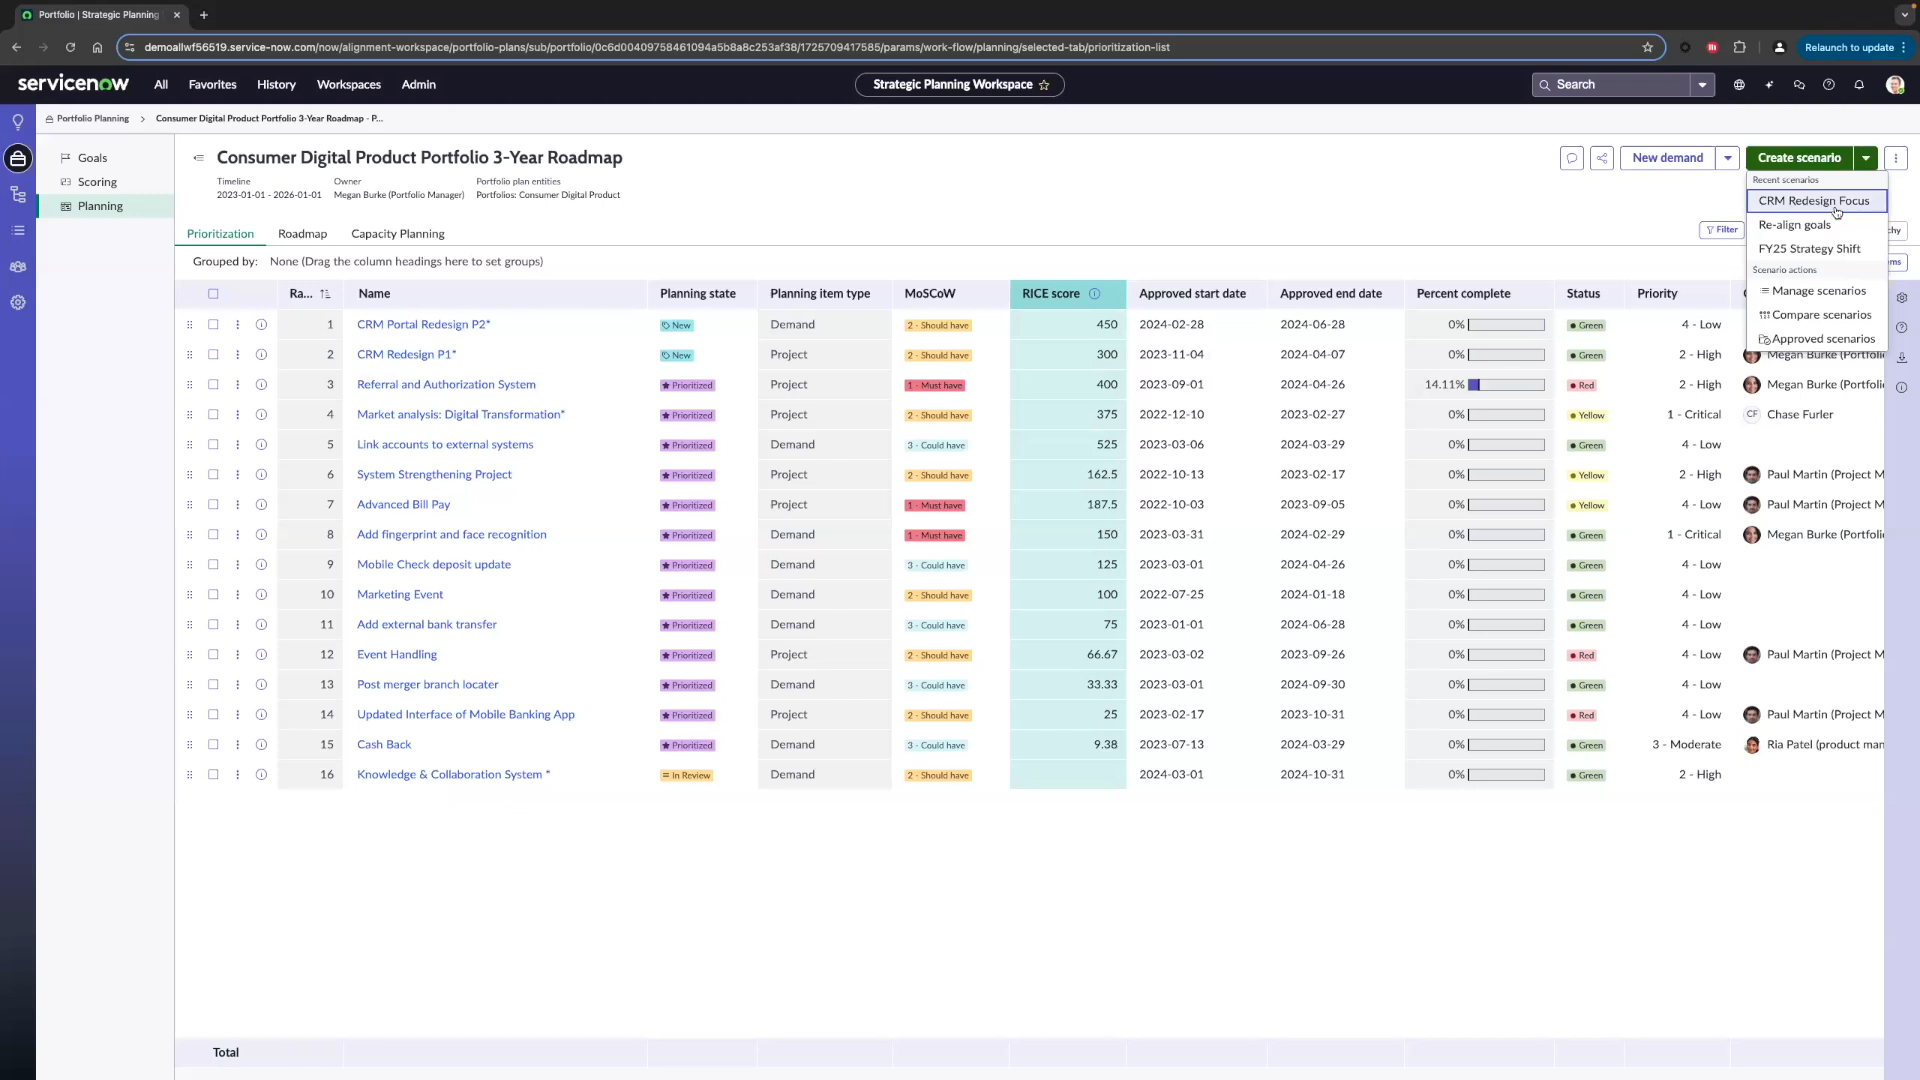 Portfolio | Strategic Planning
demoallwf56519.service-now.com/now/alignment-workspace/portfolio-plans/sub/portfolio/0c6d00409758461094a5b8a8c253af38/1725709417585/params/work-flow/planning/selected-tab/prioritization-list
Relaunch to update
servicenow All Favorites History Workspaces Admin Strategic Planning Workspace Search
Portfolio Planning > Consumer Digital Product Portfolio 3-Year Roadmap - P...
Goals
Scoring
Planning
Consumer Digital Product Portfolio 3-Year Roadmap
New demand Create scenario
Timeline Owner Portfolio plan entities
2023-01-01 - 2026-01-01 Megan Burke (Portfolio Manager) Portfolios: Consumer Digital Product
Recent scenarios
CRM Redesign Focus
Re-align goals
FY25 Strategy Shift
Scenario actions
Manage scenarios
Compare scenarios
Approved scenarios
Prioritization Roadmap Capacity Planning Filter
Grouped by: None (Drag the column headings here to set groups)
Ra... Name Planning state Planning item type MoSCoW RICE score Approved start date Approved end date Percent complete Status Priority
1 CRM Portal Redesign P2* New Demand 2 - Should have 450 2024-02-28 2024-06-28 0% Green 4 - Low
2 CRM Redesign P1* New Project 2 - Should have 300 2023-11-04 2024-04-07 0% Green 2 - High Megan Burke (Portfoli
3 Referral and Authorization System Prioritized Project 1 - Must have 400 2023-09-01 2024-04-26 14.11% Red 2 - High Megan Burke (Portfoli
4 Market analysis: Digital Transformation* Prioritized Project 2 - Should have 375 2022-12-10 2023-02-27 0% Yellow 1 - Critical CF Chase Furler
5 Link accounts to external systems Prioritized Demand 3 - Could have 525 2023-03-06 2024-03-29 0% Green 4 - Low
6 System Strengthening Project Prioritized Project 2 - Should have 162.5 2022-10-13 2023-02-17 0% Yellow 2 - High Paul Martin (Project M
7 Advanced Bill Pay Prioritized Project 1 - Must have 187.5 2022-10-03 2023-09-05 0% Yellow 4 - Low Paul Martin (Project M
8 Add fingerprint and face recognition Prioritized Demand 1 - Must have 150 2023-03-31 2024-02-29 0% Green 1 - Critical Megan Burke (Portfoli
9 Mobile Check deposit update Prioritized Demand 3 - Could have 125 2023-03-01 2024-04-26 0% Green 4 - Low
10 Marketing Event Prioritized Demand 2 - Should have 100 2022-07-25 2024-01-18 0% Green 4 - Low
11 Add external bank transfer Prioritized Demand 3 - Could have 75 2023-01-01 2024-06-28 0% Green 4 - Low
12 Event Handling Prioritized Project 2 - Should have 66.67 2023-03-02 2023-09-26 0% Red 4 - Low Paul Martin (Project M
13 Post merger branch locater Prioritized Demand 3 - Could have 33.33 2023-03-01 2024-09-30 0% Green 4 - Low
14 Updated Interface of Mobile Banking App Prioritized Project 2 - Should have 25 2023-02-17 2023-10-31 0% Red 4 - Low Paul Martin (Project M
15 Cash Back Prioritized Demand 3 - Could have 9.38 2023-07-13 2024-03-29 0% Green 3 - Moderate Ria Patel (product man
16 Knowledge & Collaboration System * In Review Demand 2 - Should have 2024-03-01 2024-10-31 0% Green 2 - High
Total